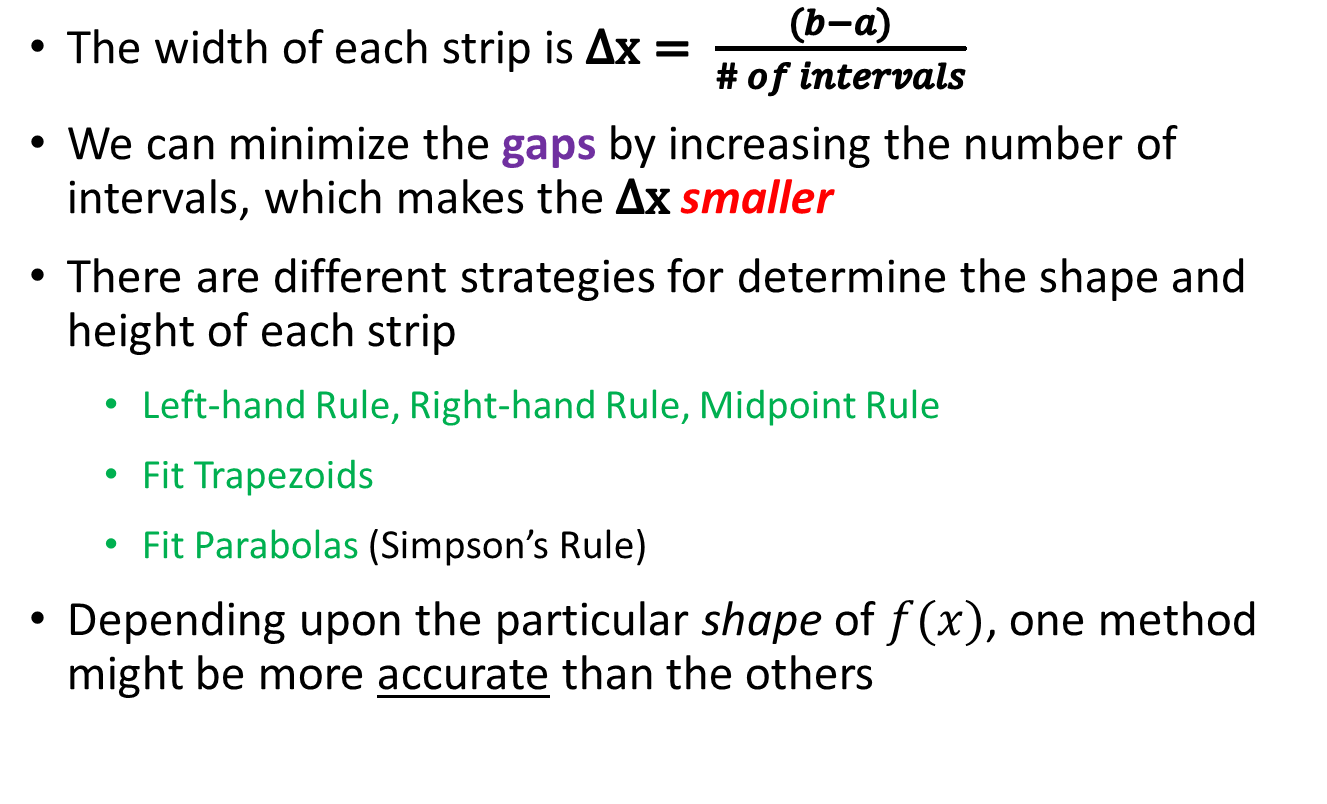 • The width of each strip is Δx = (b−a) / # of intervals
• We can minimize the gaps by increasing the number of
intervals, which makes the Δx smaller
• There are different strategies for determine the shape and
height of each strip
• Left-hand Rule, Right-hand Rule, Midpoint Rule
• Fit Trapezoids
• Fit Parabolas (Simpson’s Rule)
• Depending upon the particular shape of f(x), one method
might be more accurate than the others